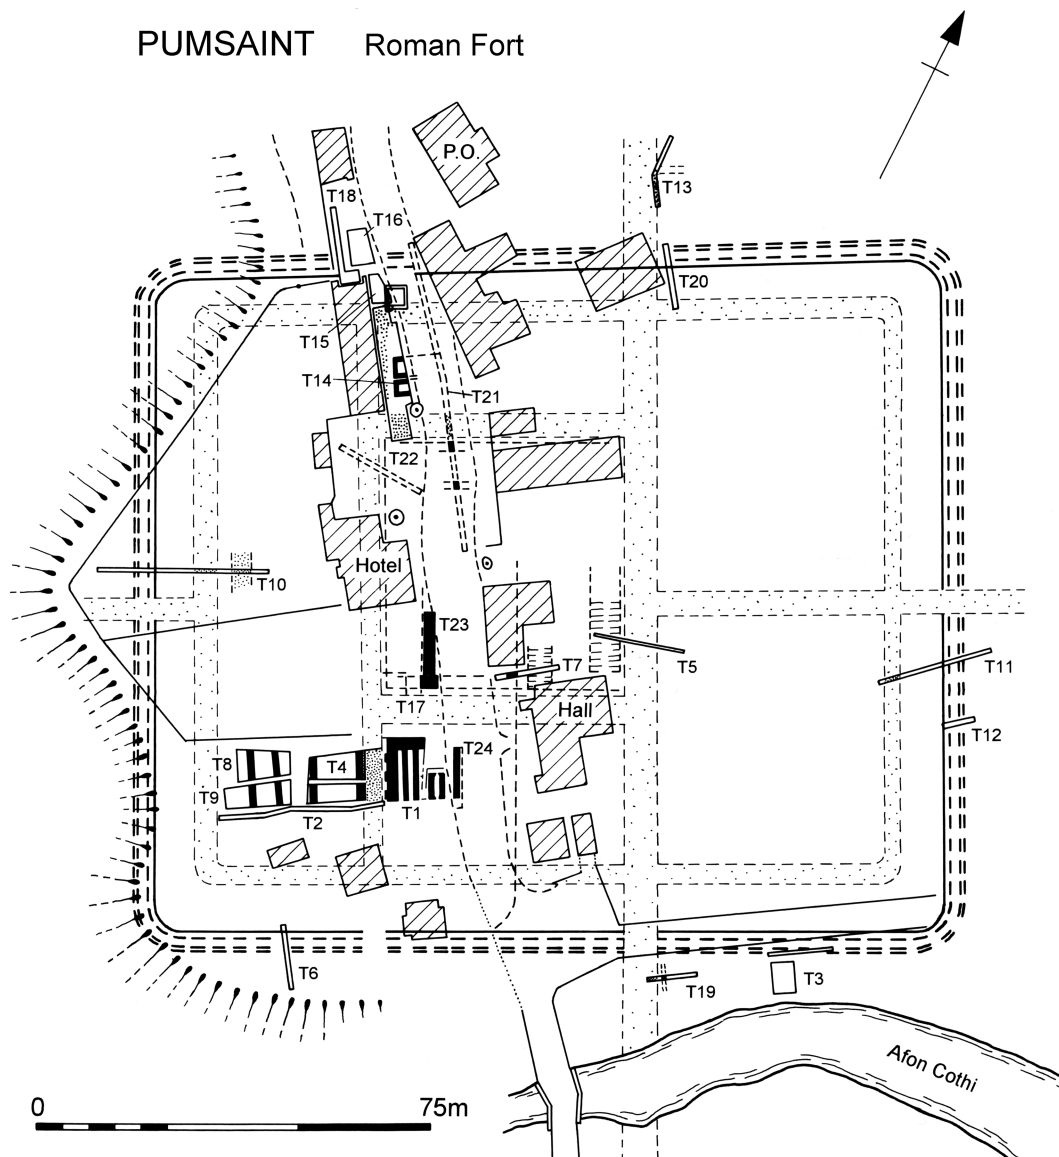 PUMSAINT Roman Fort
P.O.
T13
T18
T16
T20
T15
T14
T21
T22
Hotel
T10
T23
T5
T7
T11
T17
Hall
T12
T24
T8
T4
T9
T2
T1
T6
T19
T3
Afon Cothi
0 75m